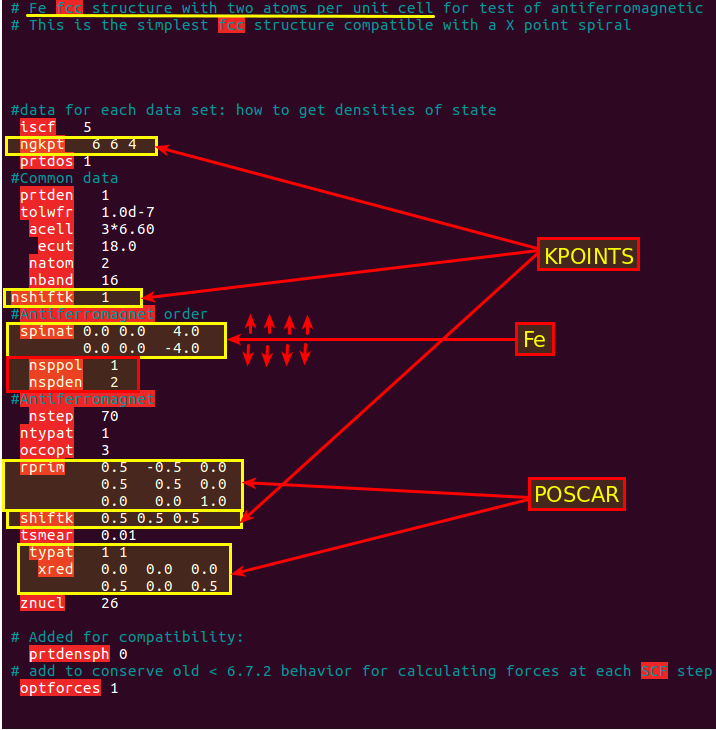 # Fe fcc structure with two atoms per unit cell for test of antiferromagnetic
# This is the simplest fcc structure compatible with a X point spiral
#data for each data set: how to get densities of state
iscf 5
ngkpt 6 6 4
prtdos 1
#Common data
prtden 1
tolwfr 1.0d-7
acell 3*6.60
ecut 18.0
KPOINTS
natom 2
nband 16
nshiftk 1
#Antiferromagnet order
spinat 0.0 0.0 4.0
Fe
0.0 0.0 -4.0
nsppol 1
nspden 2
#Antiferromagnet
nstep 70
ntypat 1
occopt 3
rprim 0.5 -0.5 0.0
0.5 0.5 0.0
POSCAR
0.0 0.0 1.0
shiftk 0.5 0.5 0.5
tsmear 0.01
typat 1 1
xred 0.0 0.0 0.0
0.5 0.0 0.5
znucl 26
# Added for compatibility:
prtdensph 0
# add to conserve old < 6.7.2 behavior for calculating forces at each SCF step
optforces 1